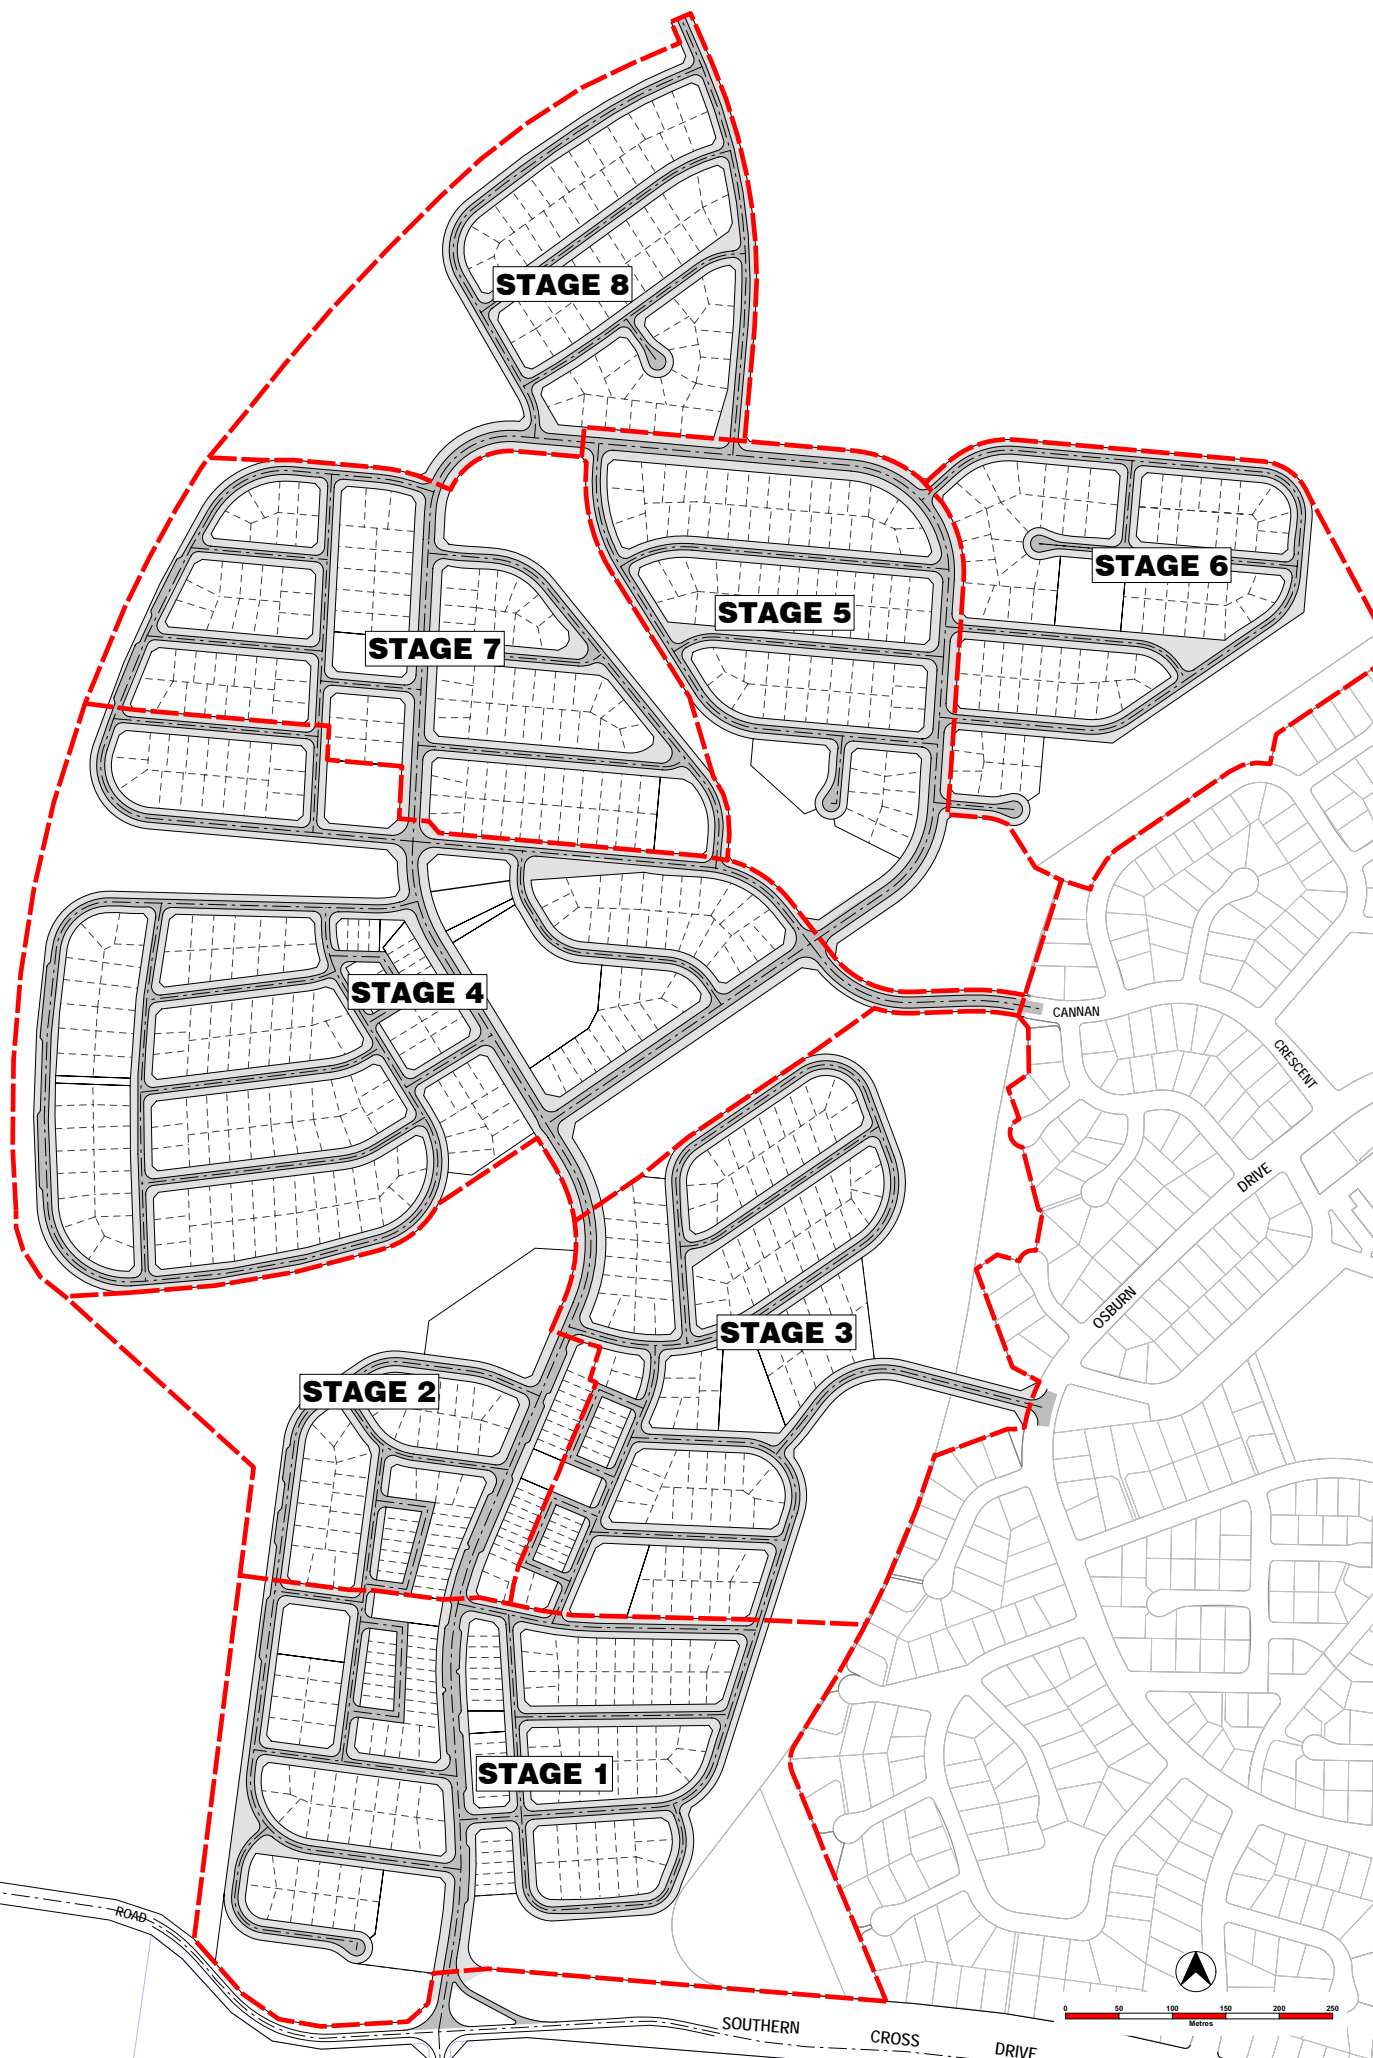 STAGE 8
STAGE 6
STAGE 5
STAGE 7
STAGE 4
CANNAN
CRESCENT
DRIVE
OSBURN
STAGE 3
STAGE 2
STAGE 1
ROAD
0 50 100 150 200 250
Metres
SOUTHERN CROSS DRIVE